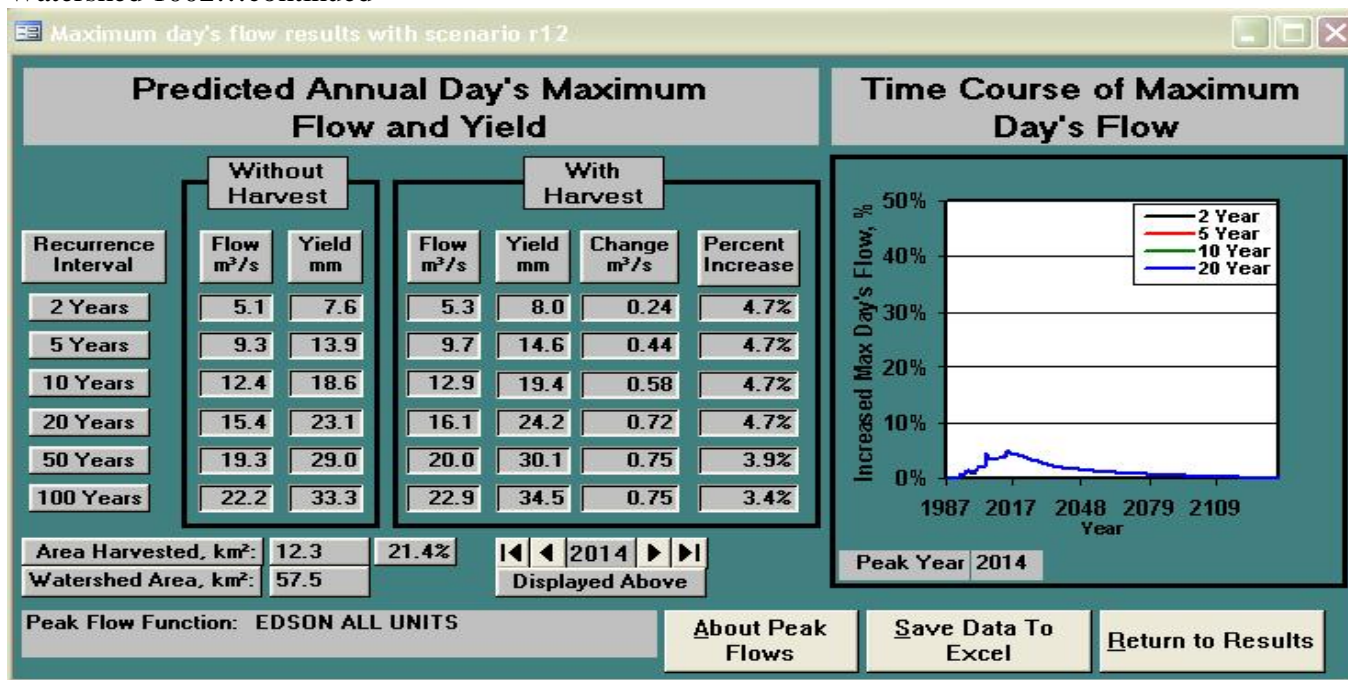 Maximum day's flow results with scenario r12
Predicted Annual Day's Maximum
Flow and Yield
Without
Harvest
With
Harvest
Recurrence
Interval
Flow
m³/s
Yield
mm
Flow
m³/s
Yield
mm
Change
m³/s
Percent
Increase
2 Years 5.1 7.6 5.3 8.0 0.24 4.7%
5 Years 9.3 13.9 9.7 14.6 0.44 4.7%
10 Years 12.4 18.6 12.9 19.4 0.58 4.7%
20 Years 15.4 23.1 16.1 24.2 0.72 4.7%
50 Years 19.3 29.0 20.0 30.1 0.75 3.9%
100 Years 22.2 33.3 22.9 34.5 0.75 3.4%
Area Harvested, km²: 12.3 21.4%
Watershed Area, km²: 57.5
2014
Displayed Above
Time Course of Maximum
Day's Flow
Increased Max Day's Flow, %
50%
40%
30%
20%
10%
0%
2 Year
5 Year
10 Year
20 Year
1987 2017 2048 2079 2109
Year
Peak Year 2014
Peak Flow Function: EDSON ALL UNITS
About Peak
Flows
Save Data To
Excel
Return to Results